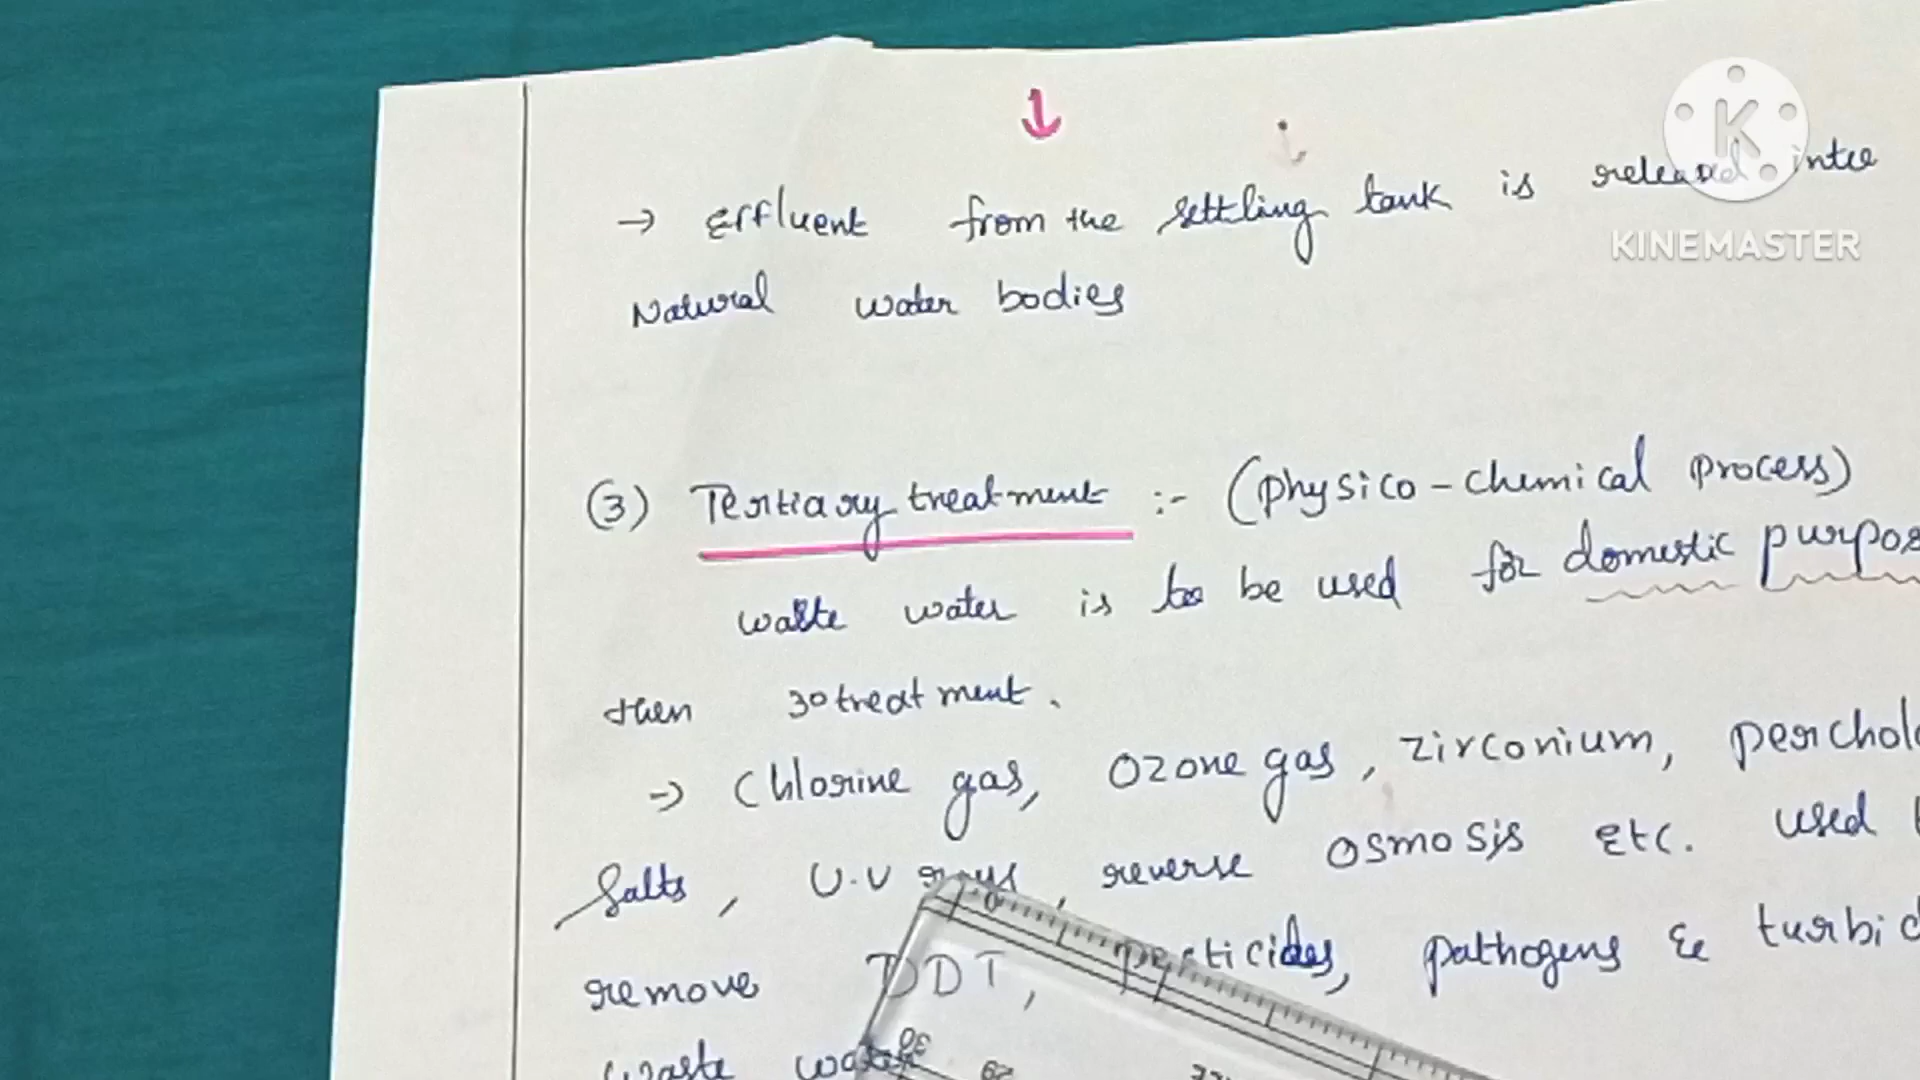 → Effluent from the settling tank is released into
Natural water bodies
(3) Tertiary treatment :- (physico-chemical process)
waste water is to be used for domestic purpos
then 3o treatment.
→ Chlorine gas, Ozone gas, zirconium, perchol
Salts, U.V rays, reverse osmosis Etc. used
remove DDT, pesticides, pathogens & turbid
waste water
KINEMASTER